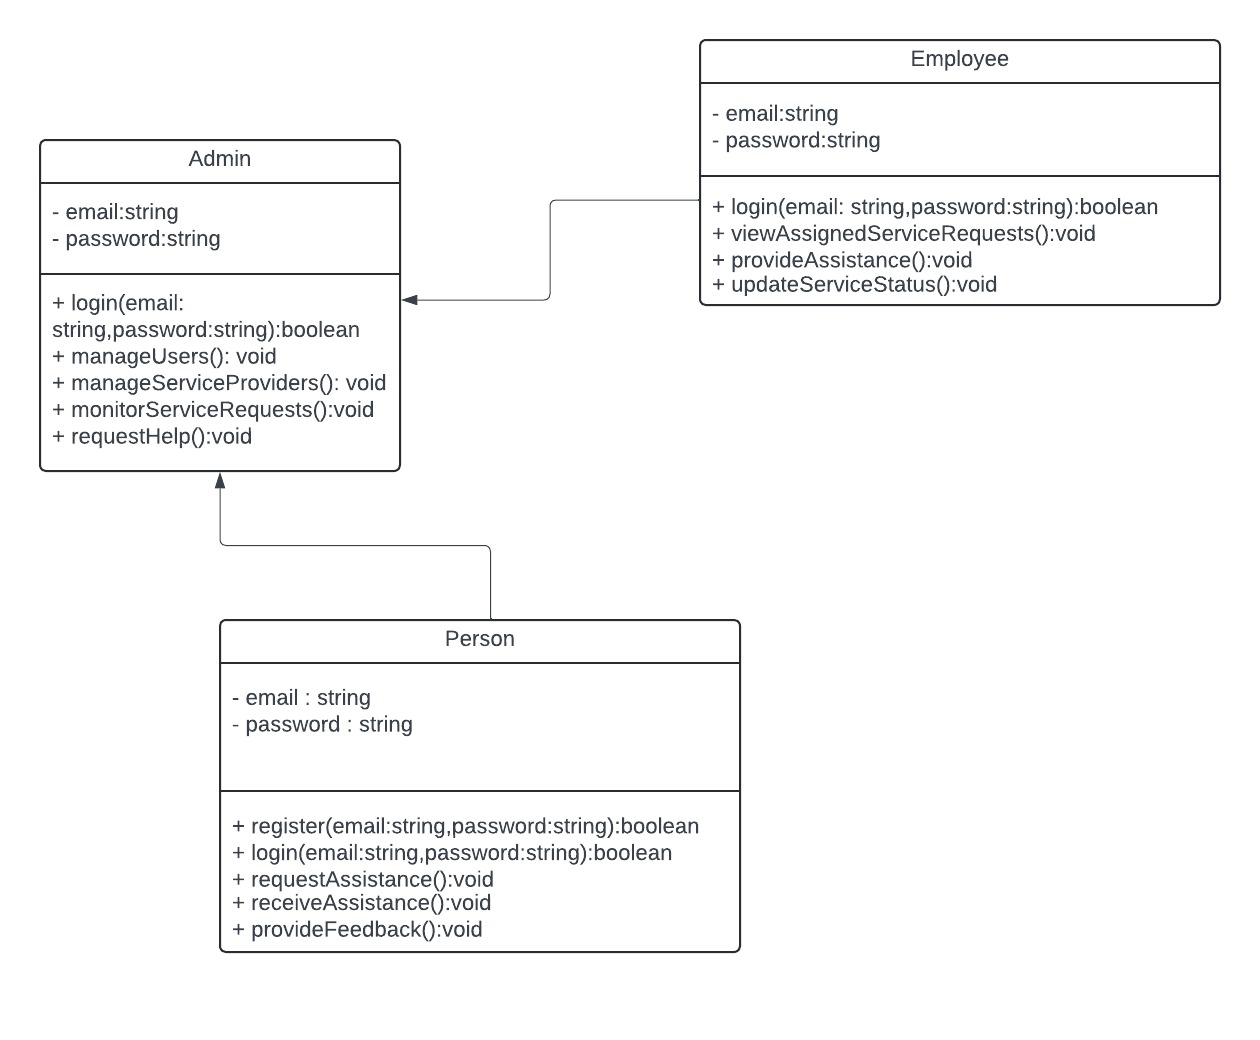 Employee
- email:string
- password:string
+ login(email: string,password:string):boolean
+ viewAssignedServiceRequests():void
+ provideAssistance():void
+ updateServiceStatus():void
Admin
- email:string
- password:string
+ login(email:
string,password:string):boolean
+ manageUsers(): void
+ manageServiceProviders(): void
+ monitorServiceRequests():void
+ requestHelp():void
Person
- email : string
- password : string
+ register(email:string,password:string):boolean
+ login(email:string,password:string):boolean
+ requestAssistance():void
+ receiveAssistance():void
+ provideFeedback():void